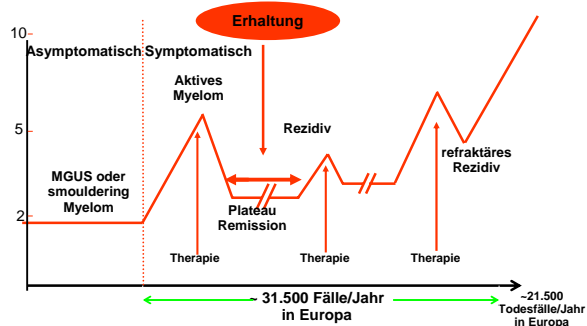 Erhaltung
10
Asymptomatisch Symptomatisch
Aktives
Myelom
5
Rezidiv
refraktäres
Rezidiv
MGUS oder
smouldering
Myelom
2
Plateau
Remission
Therapie
Therapie
Therapie
~ 31.500 Fälle/Jahr
in Europa
~21.500
Todesfälle/Jahr
in Europa